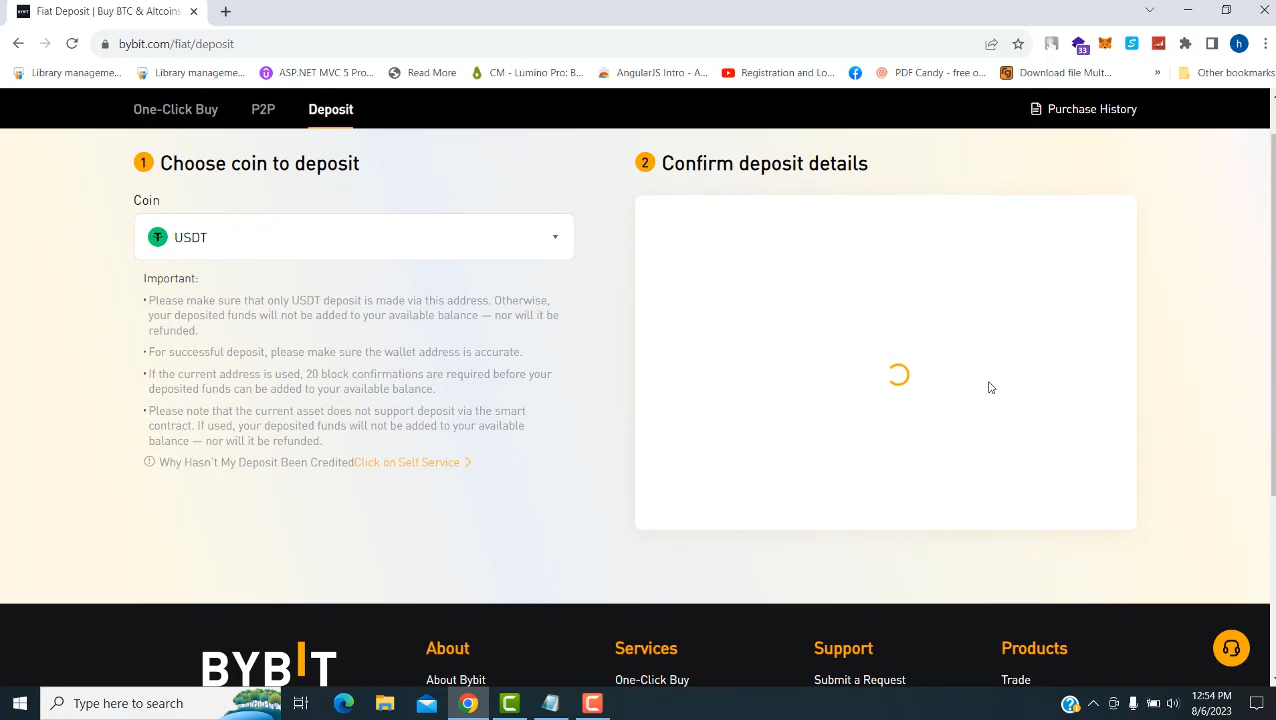 Fiat Deposit | Buy BTC & Altcoins
bybit.com/fiat/deposit
33
h
Library manageme...
Library manageme...
ASP.NET MVC 5 Pro...
Read More
CM - Lumino Pro: B...
AngularJS Intro - A...
Registration and Lo...
PDF Candy - free o...
Download file Mult...
»
Other bookmarks
One-Click Buy
P2P
Deposit
Purchase History
1 Choose coin to deposit
Coin
USDT
Important:
• Please make sure that only USDT deposit is made via this address. Otherwise,
your deposited funds will not be added to your available balance — nor will it be
refunded.
• For successful deposit, please make sure the wallet address is accurate.
• If the current address is used, 20 block confirmations are required before your
deposited funds can be added to your available balance.
• Please note that the current asset does not support deposit via the smart
contract. If used, your deposited funds will not be added to your available
balance — nor will it be refunded.
Why Hasn't My Deposit Been CreditedClick on Self Service >
2 Confirm deposit details
BYBIT
About
About Bybit
Services
One-Click Buy
Support
Submit a Request
Products
Trade
Type here to search
12:54 PM
8/6/2023